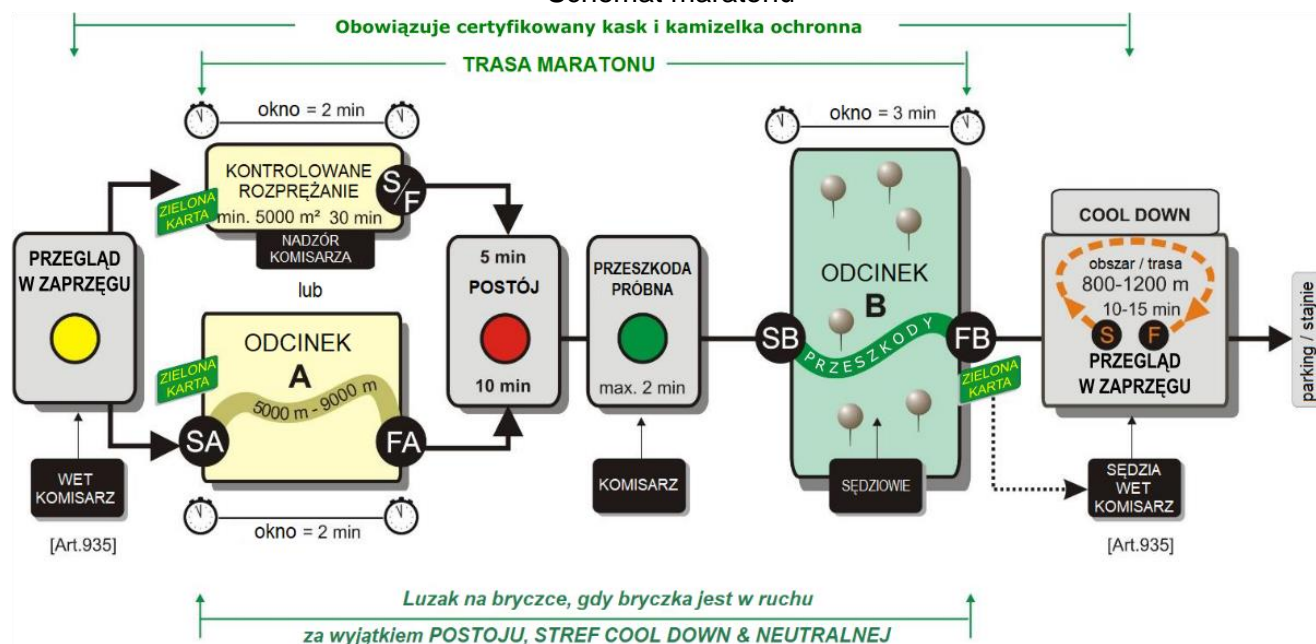 Schemat maratonu
Obowiązuje certyfikowany kask i kamizelka ochronna
TRASA MARATONU
okno = 2 min
okno = 3 min
KONTROLOWANE
ROZPRĘŻANIE
min. 5000 m² 30 min
S/F
ZIELONA
KARTA
NADZÓR
KOMISARZA
lub
PRZEGLĄD
W ZAPRZĘGU
WET
KOMISARZ
[Art.935]
ZIELONA
KARTA
ODCINEK
A
5000 m - 9000 m
SA
FA
okno = 2 min
5 min
POSTÓJ
10 min
PRZESZKODA
PRÓBNA
max. 2 min
KOMISARZ
ODCINEK
B
SB
PRZESZKODY
FB
SĘDZIOWIE
ZIELONA
KARTA
COOL DOWN
obszar / trasa
800-1200 m
10-15 min
S
F
PRZEGLĄD
W ZAPRZĘGU
SĘDZIA
WET
KOMISARZ
[Art.935]
parking / stajnie
Luzak na bryczce, gdy bryczka jest w ruchu
za wyjątkiem POSTOJU, STREF COOL DOWN & NEUTRALNEJ